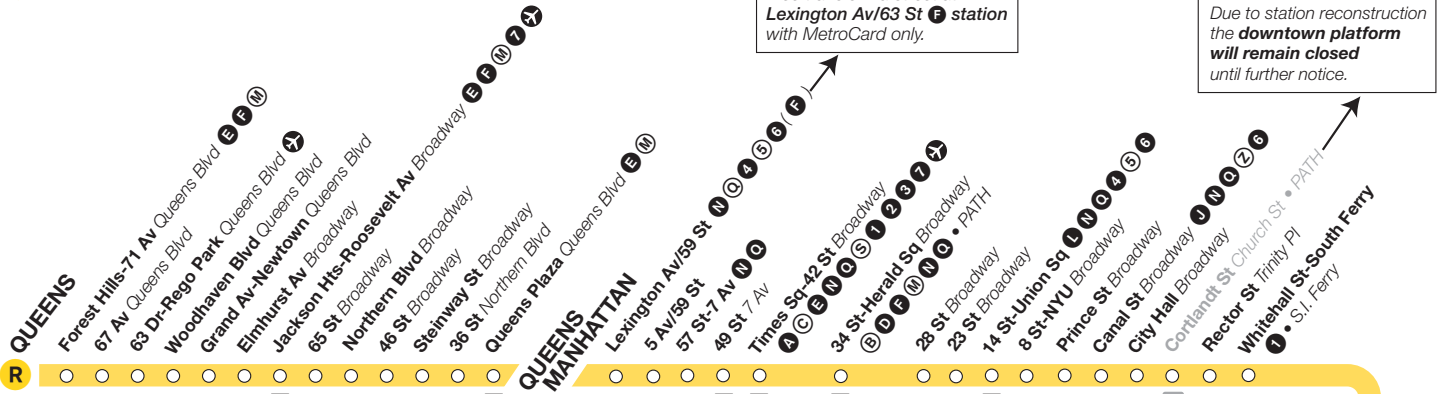 Lexington Av/63 St F station
with MetroCard only.
Due to station reconstruction
the downtown platform
will remain closed
until further notice.
QUEENS
Forest Hills-71 Av Queens Blvd E F M
67 Av Queens Blvd
63 Dr-Rego Park Queens Blvd
Woodhaven Blvd Queens Blvd
Grand Av-Newtown Queens Blvd
Elmhurst Av Broadway
Jackson Hts-Roosevelt Av Broadway E F M 7
65 St Broadway
Northern Blvd Broadway
46 St Broadway
Steinway St Broadway
36 St Northern Blvd
Queens Plaza Queens Blvd E M
QUEENS
MANHATTAN
Lexington Av/59 St N Q 4 5 6 ( F )
5 Av/59 St
57 St-7 Av N Q
49 St 7 Av
Times Sq-42 St Broadway
A C E N Q S 1 2 3 7
34 St-Herald Sq Broadway
B D F M N Q • PATH
28 St Broadway
23 St Broadway
14 St-Union Sq L N Q 4 5 6
8 St-NYU Broadway
Prince St Broadway
Canal St Broadway J N Q Z 6
City Hall Broadway
Cortlandt St Church St • PATH
Rector St Trinity Pl
Whitehall St-South Ferry
1 • S.I. Ferry
R